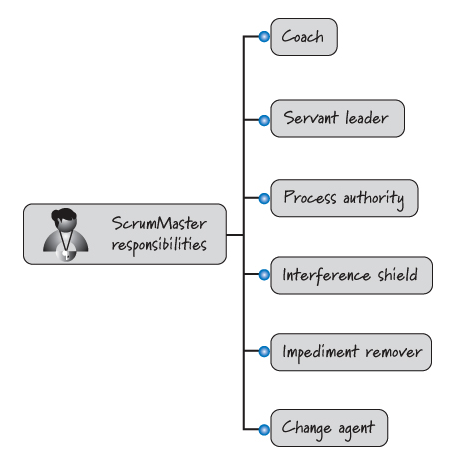 Coach
Servant leader
Process authority
ScrumMaster
responsibilities
Interference shield
Impediment remover
Change agent